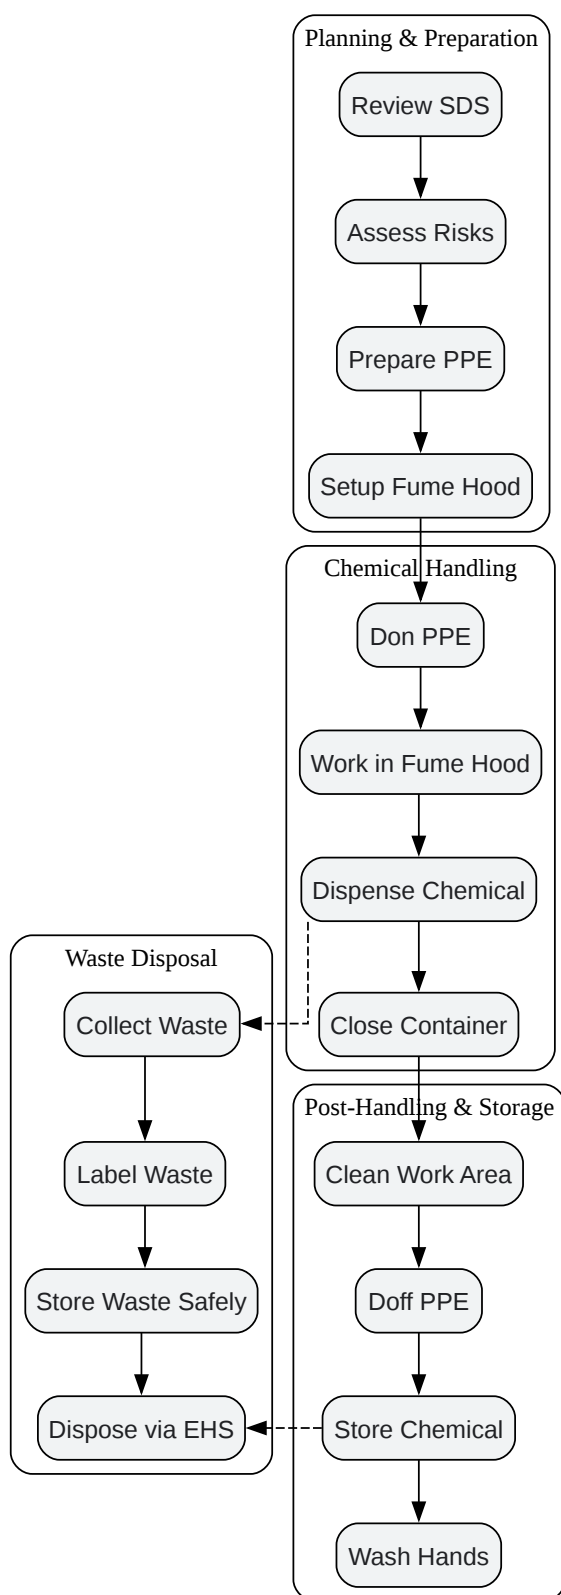 Planning & Preparation
Review SDS
Assess Risks
Prepare PPE
Setup Fume Hood
Chemical Handling
Don PPE
Work in Fume Hood
Dispense Chemical
Close Container
Waste Disposal
Collect Waste
Label Waste
Store Waste Safely
Dispose via EHS
Post-Handling & Storage
Clean Work Area
Doff PPE
Store Chemical
Wash Hands